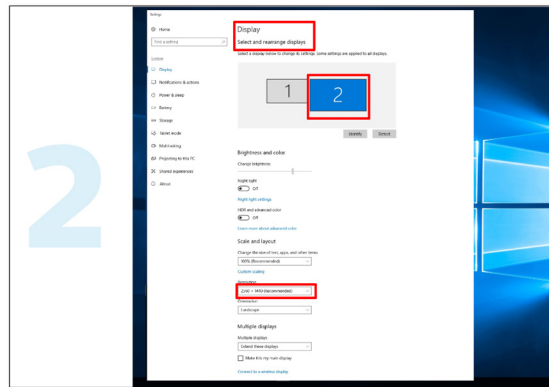 2
Settings
Home
Find a setting
System
Display
Notifications & actions
Power & sleep
Battery
Storage
Tablet mode
Multitasking
Projecting to this PC
Shared experiences
About
Display
Select and rearrange displays
Select a display below to change its settings. Some settings are applied to all displays.
1
2
Identify
Detect
Brightness and color
Change brightness
Night light
Off
Night light settings
HDR and advanced color
Off
Learn more about advanced color
Scale and layout
Change the size of text, apps, and other items
100% (Recommended)
Custom scaling
Resolution
2560 × 1440 (Recommended)
Orientation
Landscape
Multiple displays
Multiple displays
Extend these displays
Make this my main display
Connect to a wireless display